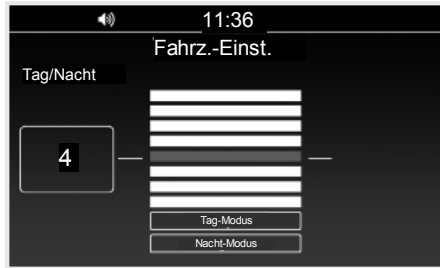 11:36
Fahrz.-Einst.
Tag/Nacht
4
Tag-Modus
Nacht-Modus